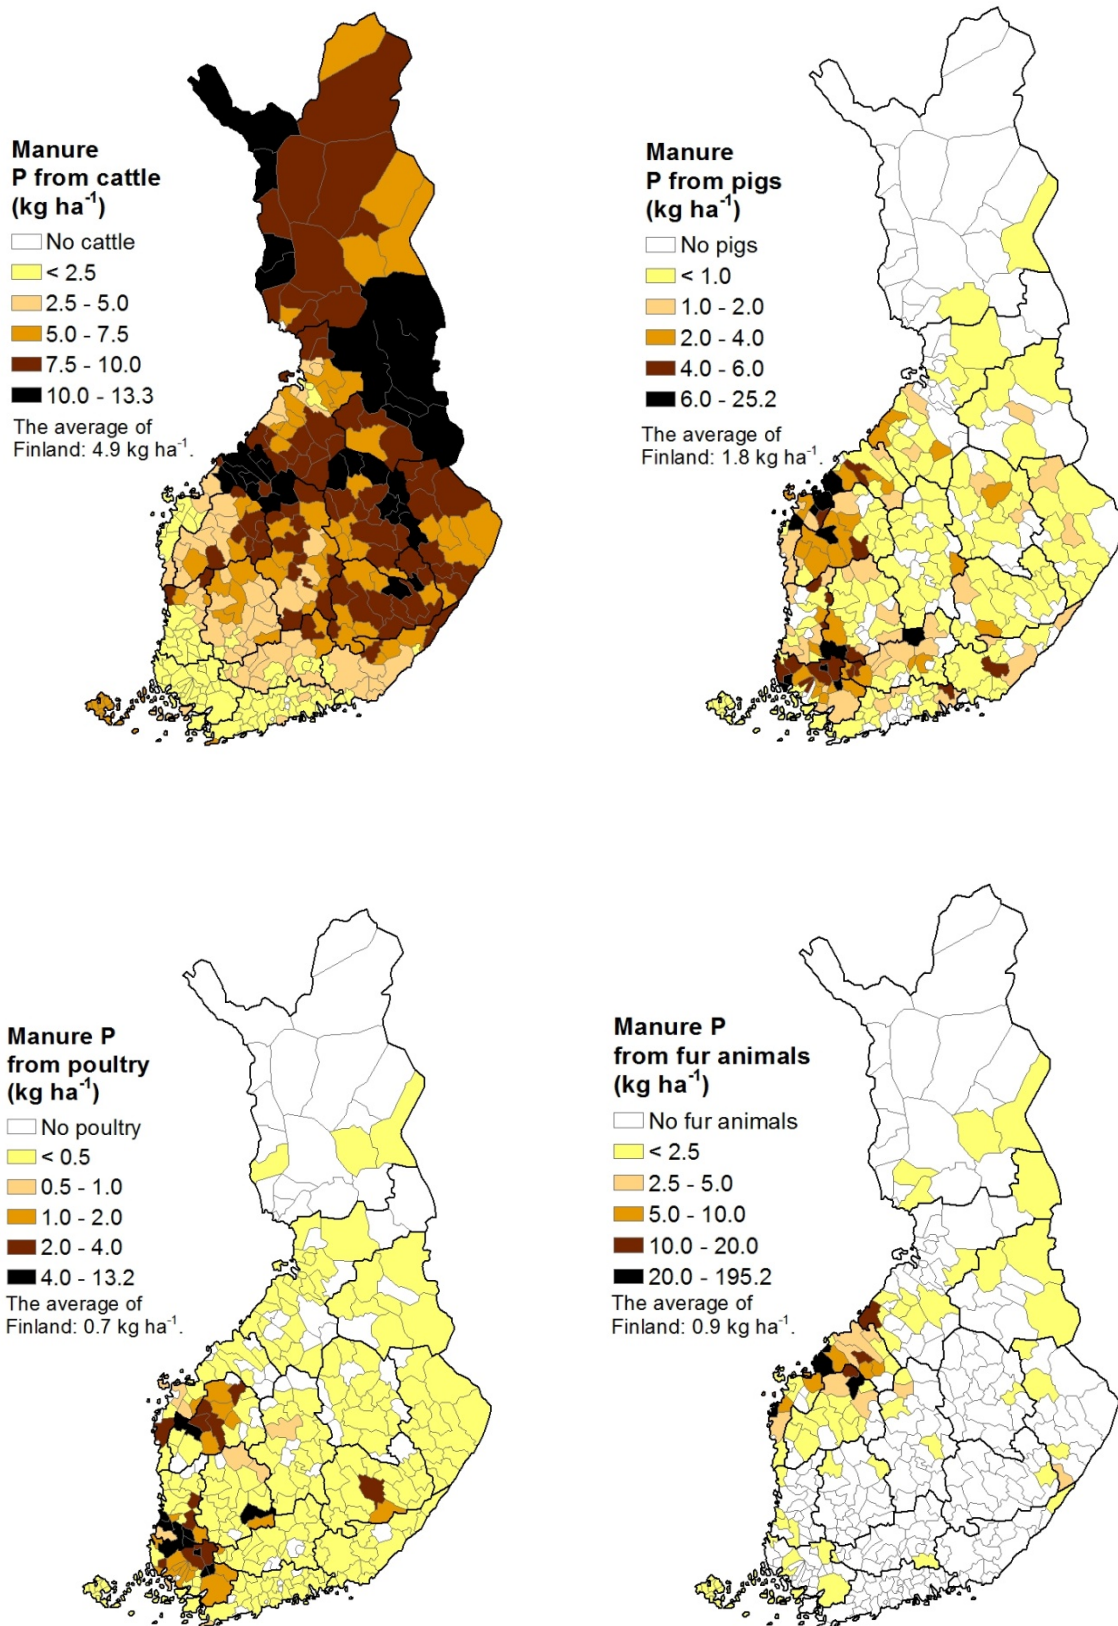 Manure
P from cattle
(kg ha⁻¹)
No cattle
< 2.5
2.5 - 5.0
5.0 - 7.5
7.5 - 10.0
10.0 - 13.3
The average of
Finland: 4.9 kg ha⁻¹.
Manure
P from pigs
(kg ha⁻¹)
No pigs
< 1.0
1.0 - 2.0
2.0 - 4.0
4.0 - 6.0
6.0 - 25.2
The average of
Finland: 1.8 kg ha⁻¹.
Manure P
from poultry
(kg ha⁻¹)
No poultry
< 0.5
0.5 - 1.0
1.0 - 2.0
2.0 - 4.0
4.0 - 13.2
The average of
Finland: 0.7 kg ha⁻¹.
Manure P
from fur animals
(kg ha⁻¹)
No fur animals
< 2.5
2.5 - 5.0
5.0 - 10.0
10.0 - 20.0
20.0 - 195.2
The average of
Finland: 0.9 kg ha⁻¹.